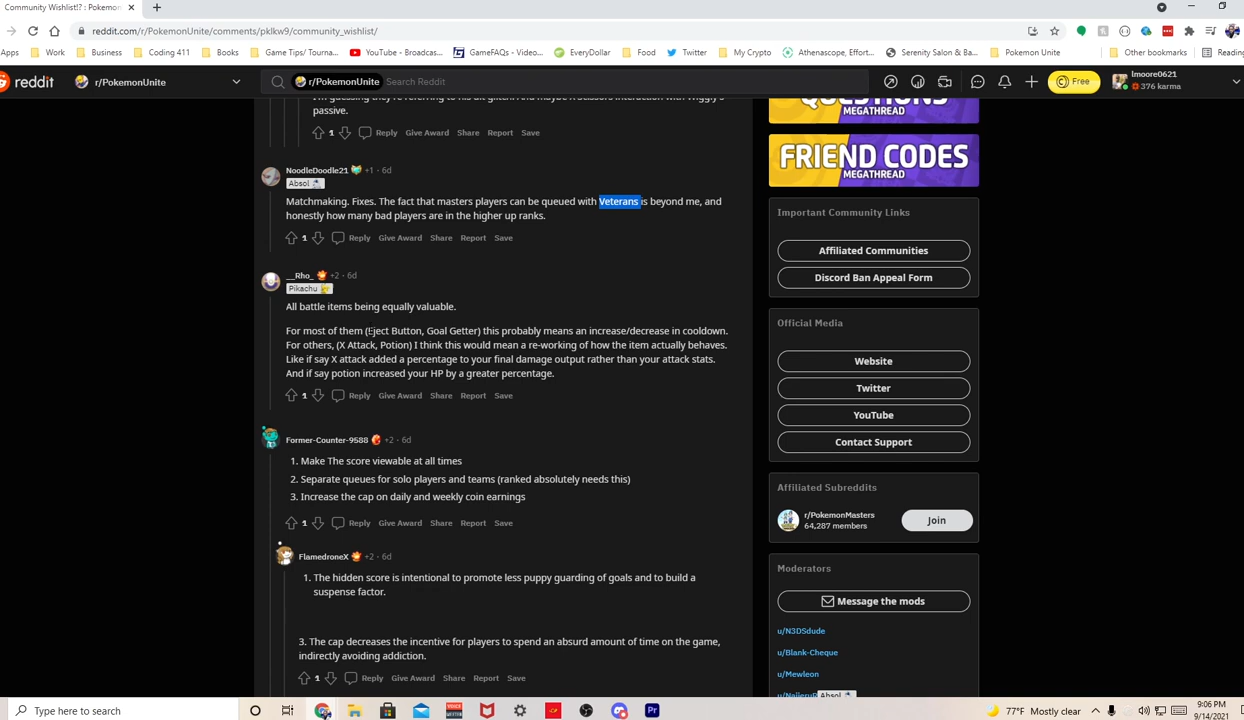 Community Wishlist!? : Pokemon
reddit.com/r/PokemonUnite/comments/pklkw9/community_wishlist/
Apps Work Business Coding 411 Books Game Tips/ Tourna... YouTube - Broadcas... GameFAQs - Video... EveryDollar Food Twitter My Crypto Athenascope, Effort... Serenity Salon & Ba... Pokemon Unite Other bookmarks Reading
reddit r/PokemonUnite r/PokemonUnite Search Reddit Free lmoore0621
376 karma
passive.
1 Reply Give Award Share Report Save
NoodleDoodle21 +1 · 6d
Absol
Matchmaking. Fixes. The fact that masters players can be queued with Veterans is beyond me, and
honestly how many bad players are in the higher up ranks.
1 Reply Give Award Share Report Save
__Rho_ +2 · 6d
Pikachu
All battle items being equally valuable.
For most of them (Eject Button, Goal Getter) this probably means an increase/decrease in cooldown.
For others, (X Attack, Potion) I think this would mean a re-working of how the item actually behaves.
Like if say X attack added a percentage to your final damage output rather than your attack stats.
And if say potion increased your HP by a greater percentage.
1 Reply Give Award Share Report Save
Former-Counter-9588 +2 · 6d
1. Make The score viewable at all times
2. Separate queues for solo players and teams (ranked absolutely needs this)
3. Increase the cap on daily and weekly coin earnings
1 Reply Give Award Share Report Save
FlamedroneX +2 · 6d
1. The hidden score is intentional to promote less puppy guarding of goals and to build a
suspense factor.
3. The cap decreases the incentive for players to spend an absurd amount of time on the game,
indirectly avoiding addiction.
1 Reply Give Award Share Report Save
QUESTIONS
MEGATHREAD
FRIEND CODES
MEGATHREAD
Important Community Links
Affiliated Communities
Discord Ban Appeal Form
Official Media
Website
Twitter
YouTube
Contact Support
Affiliated Subreddits
r/PokemonMasters
64,287 members
Join
Moderators
Message the mods
u/N3DSdude
u/Blank-Cheque
u/Mewleon
Absol
Type here to search
77°F Mostly clear
9:06 PM
9/14/2021